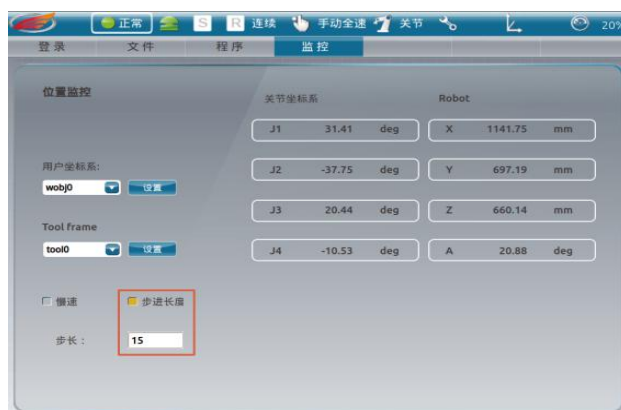 正常 S R 连续 手动全速 关节 20%
登录 文件 程序 监控
位置监控
关节坐标系 Robot
J1 31.41 deg X 1141.75 mm
用户坐标系:
J2 -37.75 deg Y 697.19 mm
wobj0 设置
J3 20.44 deg Z 660.14 mm
Tool frame
tool0 设置
J4 -10.53 deg A 20.88 deg
慢速 步进长度
步长: 15